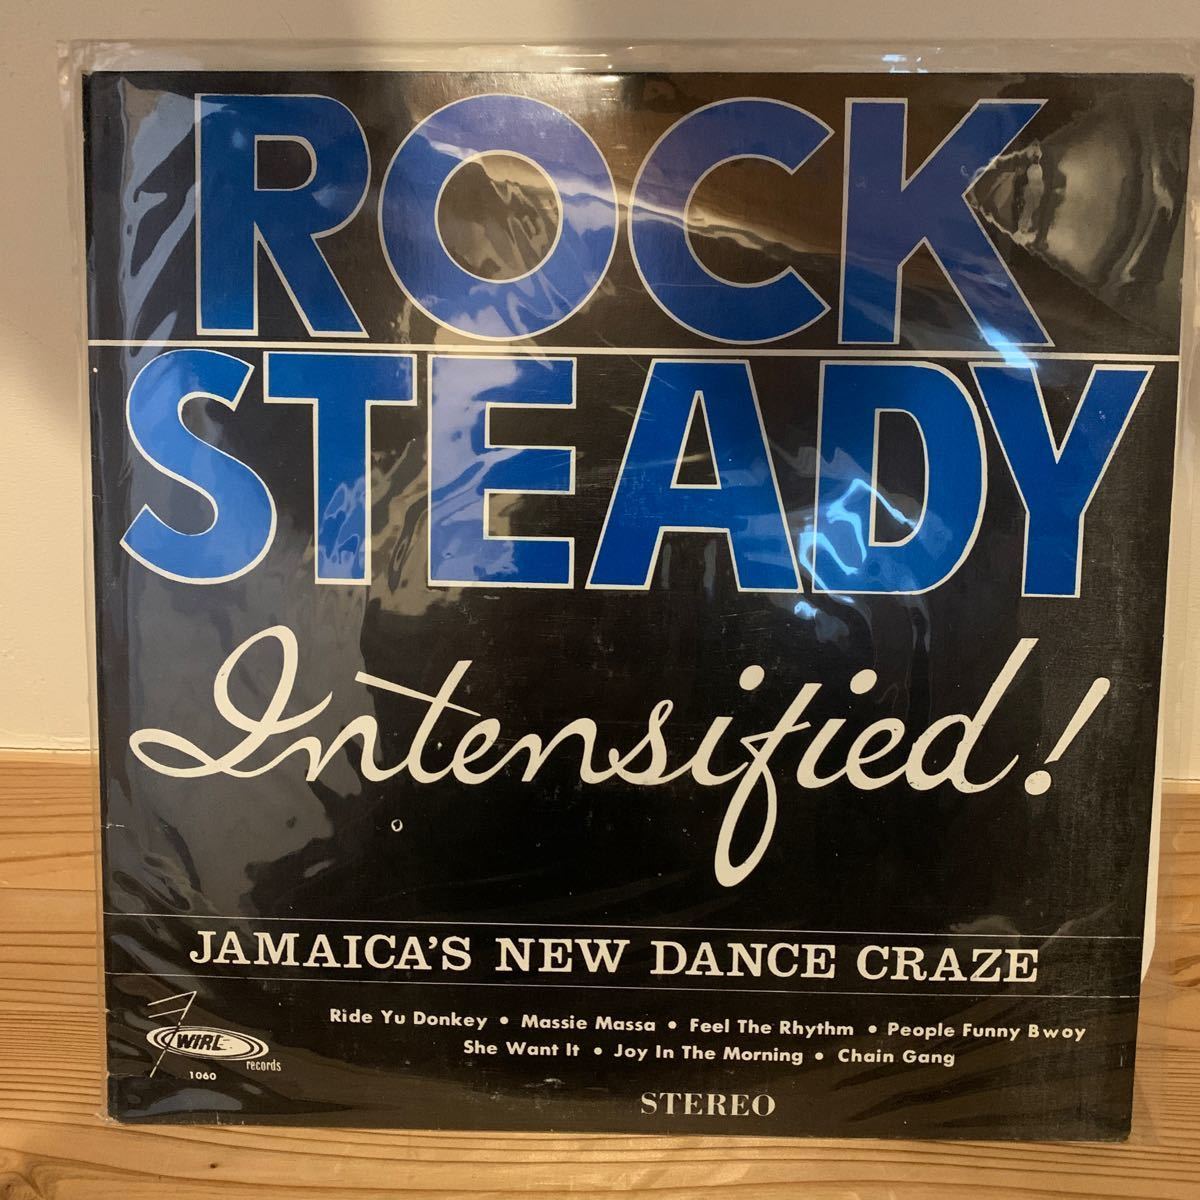 ROCK
STEADY
Intensified!
JAMAICA'S NEW DANCE CRAZE
Ride Yu Donkey • Massie Massa • Feel The Rhythm • People Funny Bwoy
She Want It • Joy In The Morning • Chain Gang
WIRL
records
1060
STEREO